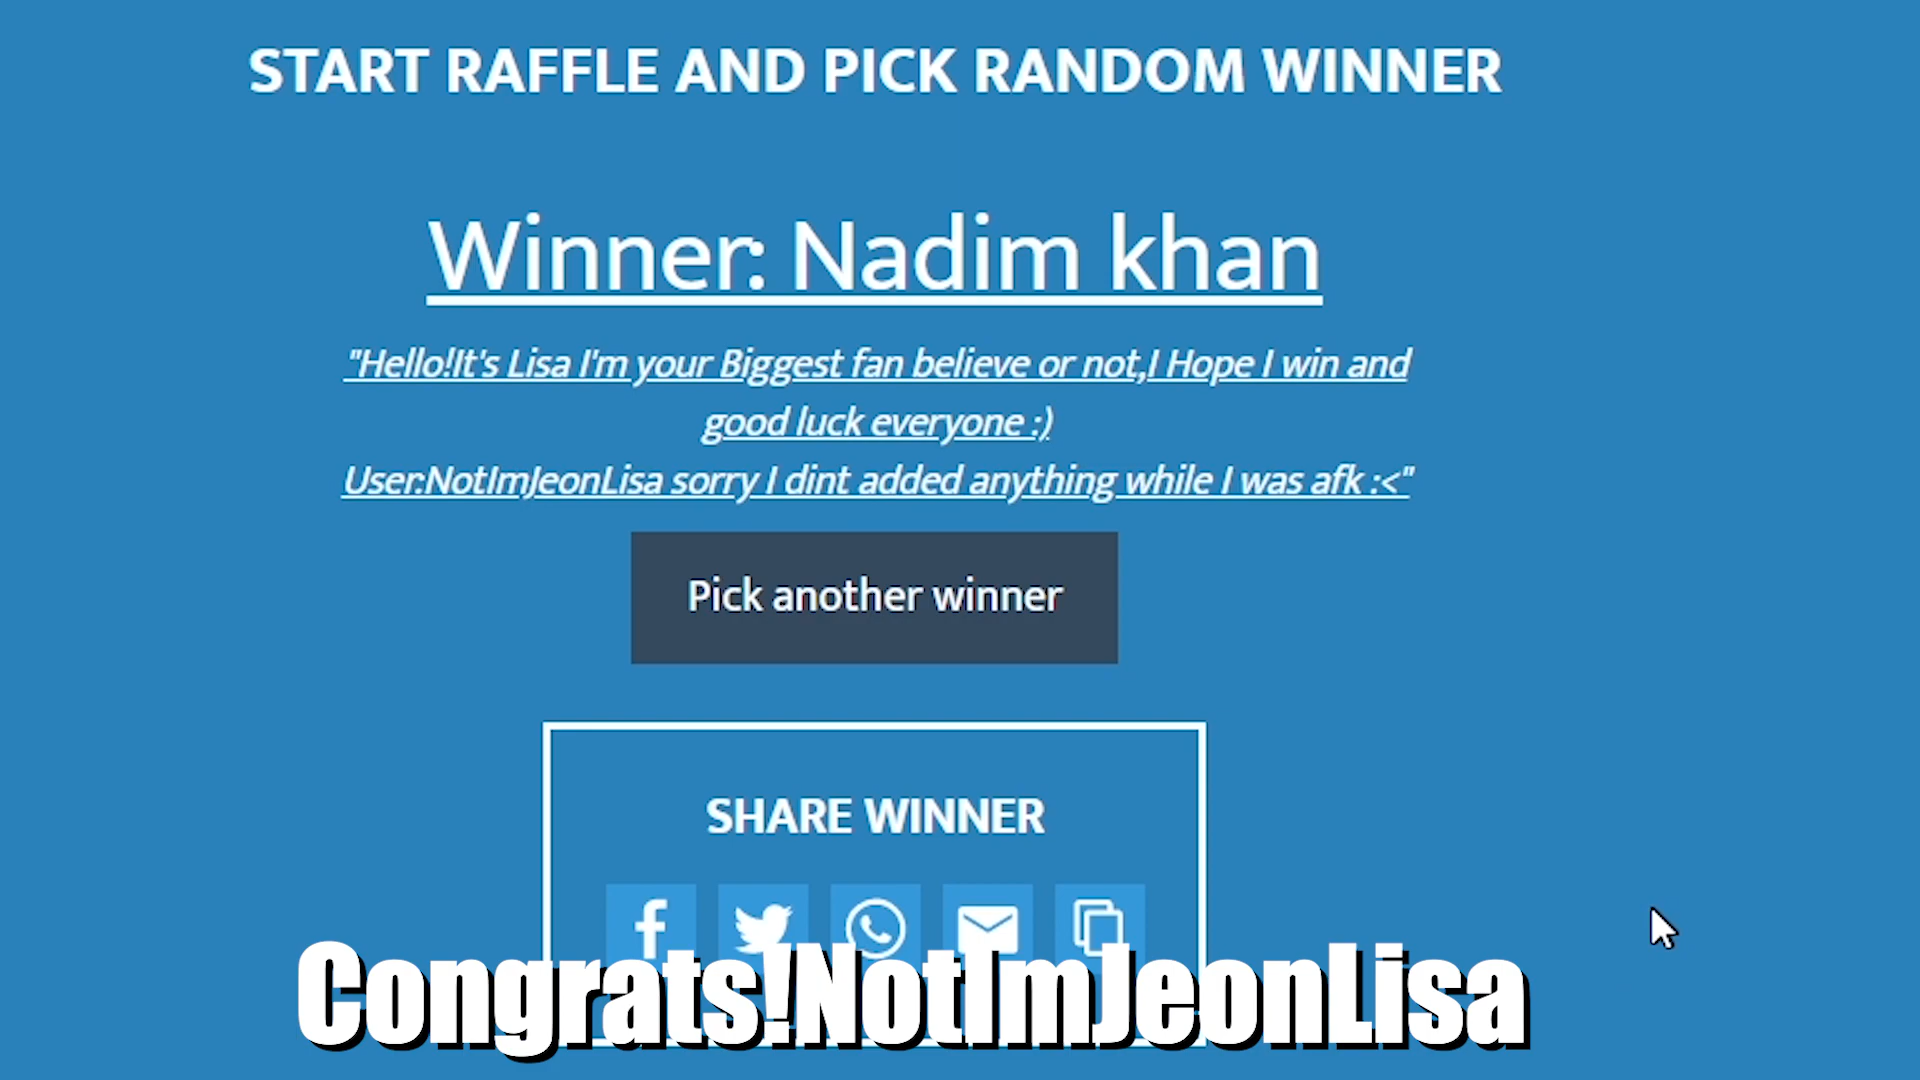 START RAFFLE AND PICK RANDOM WINNER
Winner: Nadim khan
"Hello!It's Lisa I'm your Biggest fan believe or not,I Hope I win and
good luck everyone :)
User:NotImJeonLisa sorry I dint added anything while I was afk :<"
Pick another winner
SHARE WINNER
Congrats!NotImJeonLisa